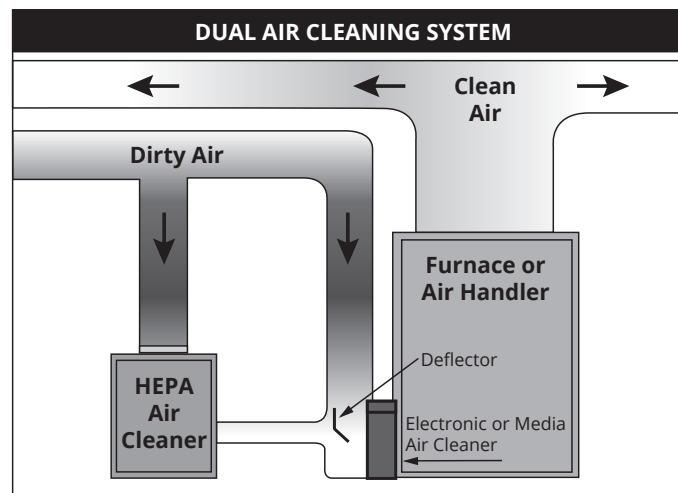 DUAL AIR CLEANING SYSTEM
Clean
Air
Dirty Air
Furnace or
Air Handler
Deflector
HEPA
Air
Cleaner
Electronic or Media
Air Cleaner